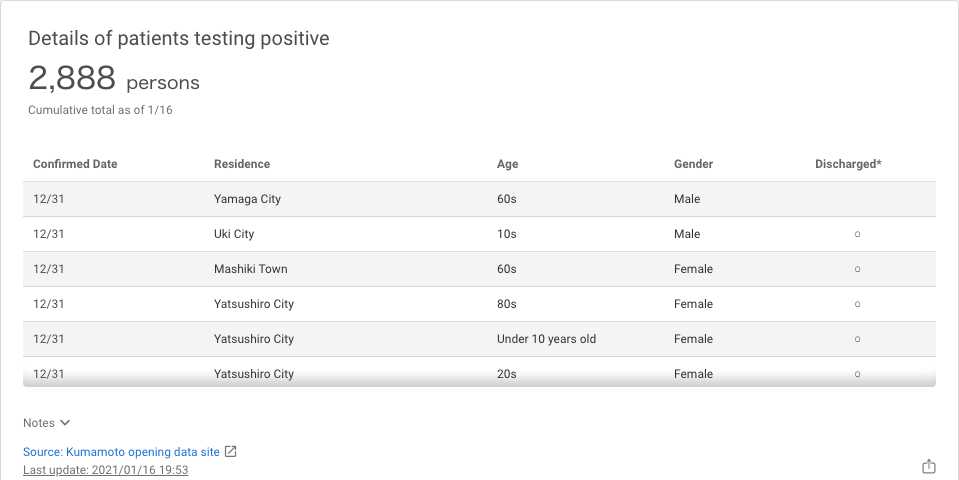 Details of patients testing positive
2,888 persons
Cumulative total as of 1/16
Confirmed Date Residence Age Gender Discharged*
12/31 Yamaga City 60s Male
12/31 Uki City 10s Male ○
12/31 Mashiki Town 60s Female ○
12/31 Yatsushiro City 80s Female ○
12/31 Yatsushiro City Under 10 years old Female ○
12/31 Yatsushiro City 20s Female ○
Notes
Source: Kumamoto opening data site
Last update: 2021/01/16 19:53